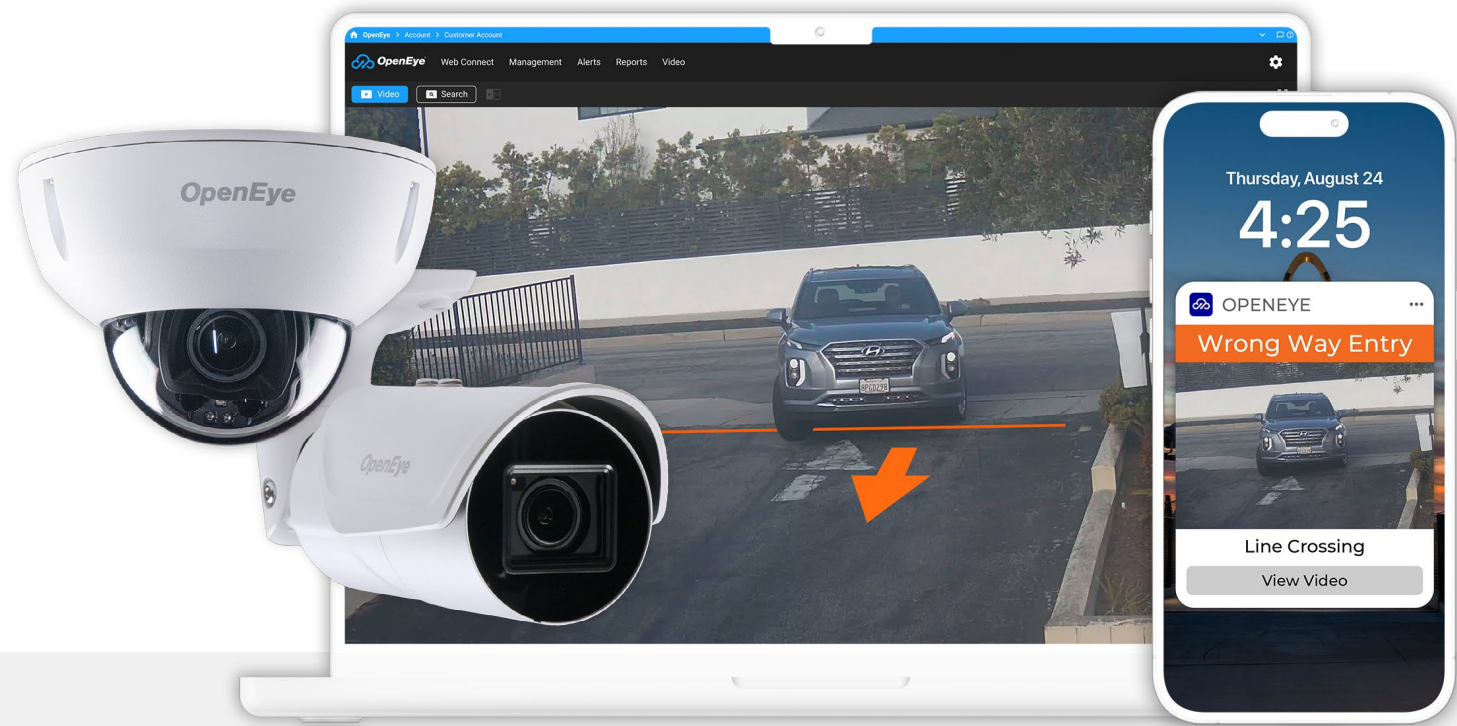 OpenEye > Account > Customer Account
OpenEye Web Connect Management Alerts Reports Video
Video Search
OpenEye
OpenEye
8PGD298
Thursday, August 24
4:25
OPENEYE
Wrong Way Entry
Line Crossing
View Video